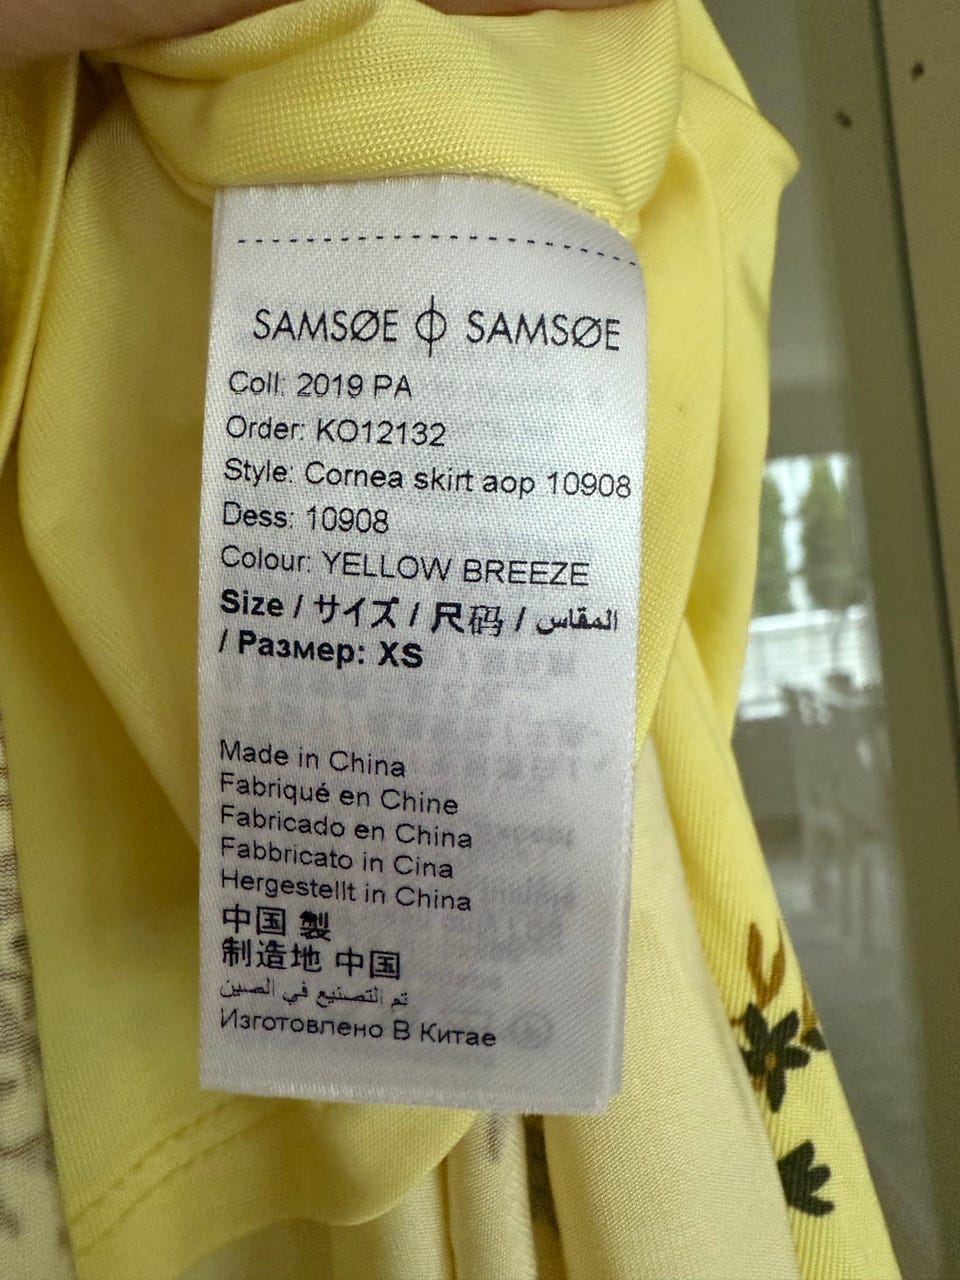 SAMSØE ϕ SAMSØE
Coll: 2019 PA
Order: KO12132
Style: Cornea skirt aop 10908
Dess: 10908
Colour: YELLOW BREEZE
Size / サイズ / 尺码 / المقاس
/ Размер: XS
Made in China
Fabriqué en Chine
Fabricado en China
Fabbricato in Cina
Hergestellt in China
中国 製
制造地 中国
تم التصنيع في الصين
Изготовлено В Китае